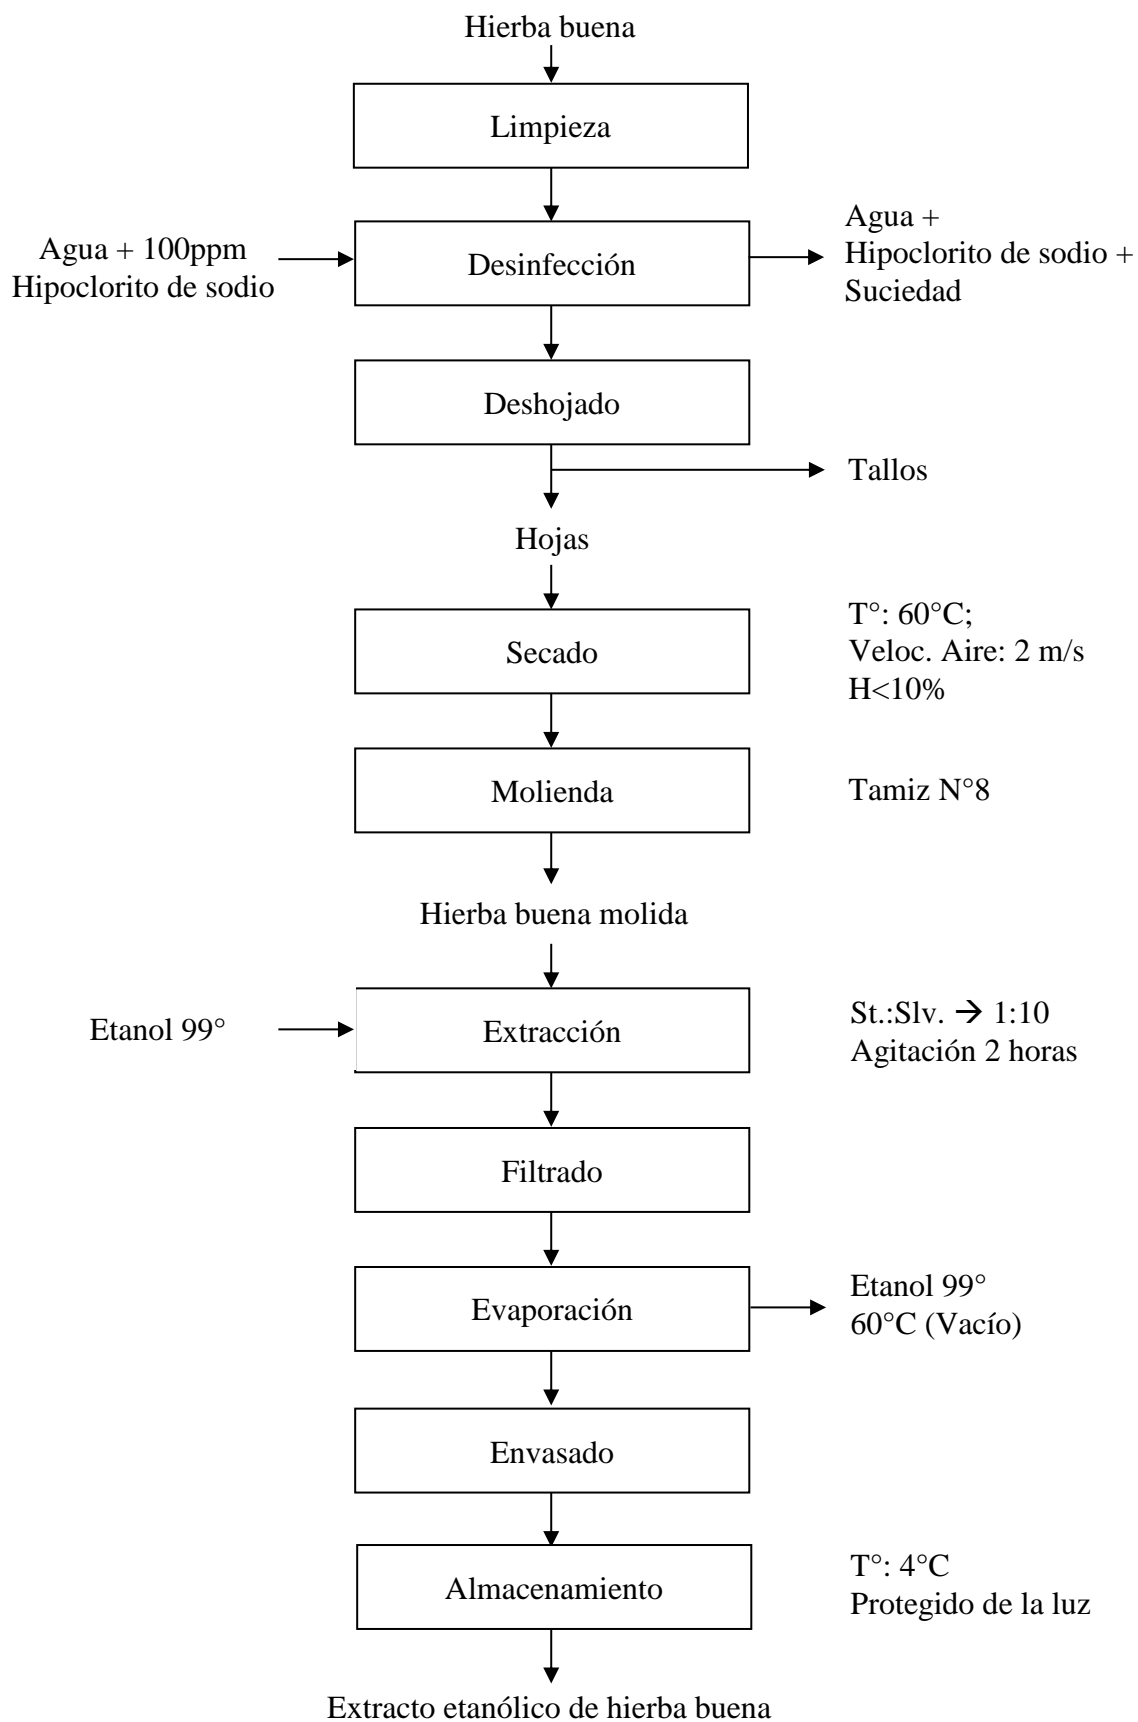 Hierba buena
Limpieza
Agua + 100ppm
Hipoclorito de sodio
Desinfección
Agua +
Hipoclorito de sodio +
Suciedad
Deshojado
Tallos
Hojas
Secado
T°: 60°C;
Veloc. Aire: 2 m/s
H<10%
Molienda
Tamiz N°8
Hierba buena molida
Etanol 99°
Extracción
St.:Slv. → 1:10
Agitación 2 horas
Filtrado
Evaporación
Etanol 99°
60°C (Vacío)
Envasado
Almacenamiento
T°: 4°C
Protegido de la luz
Extracto etanólico de hierba buena